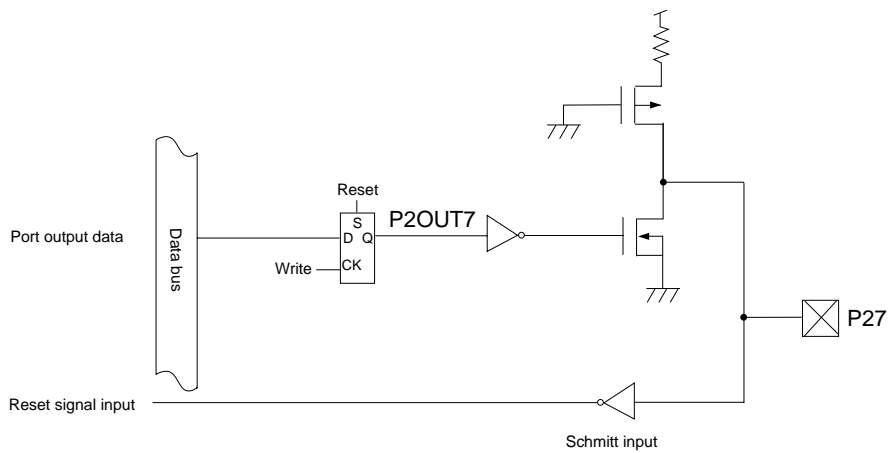 Reset
S
P2OUT7
Port output data
Data bus
D
Q
Write
CK
P27
Reset signal input
Schmitt input